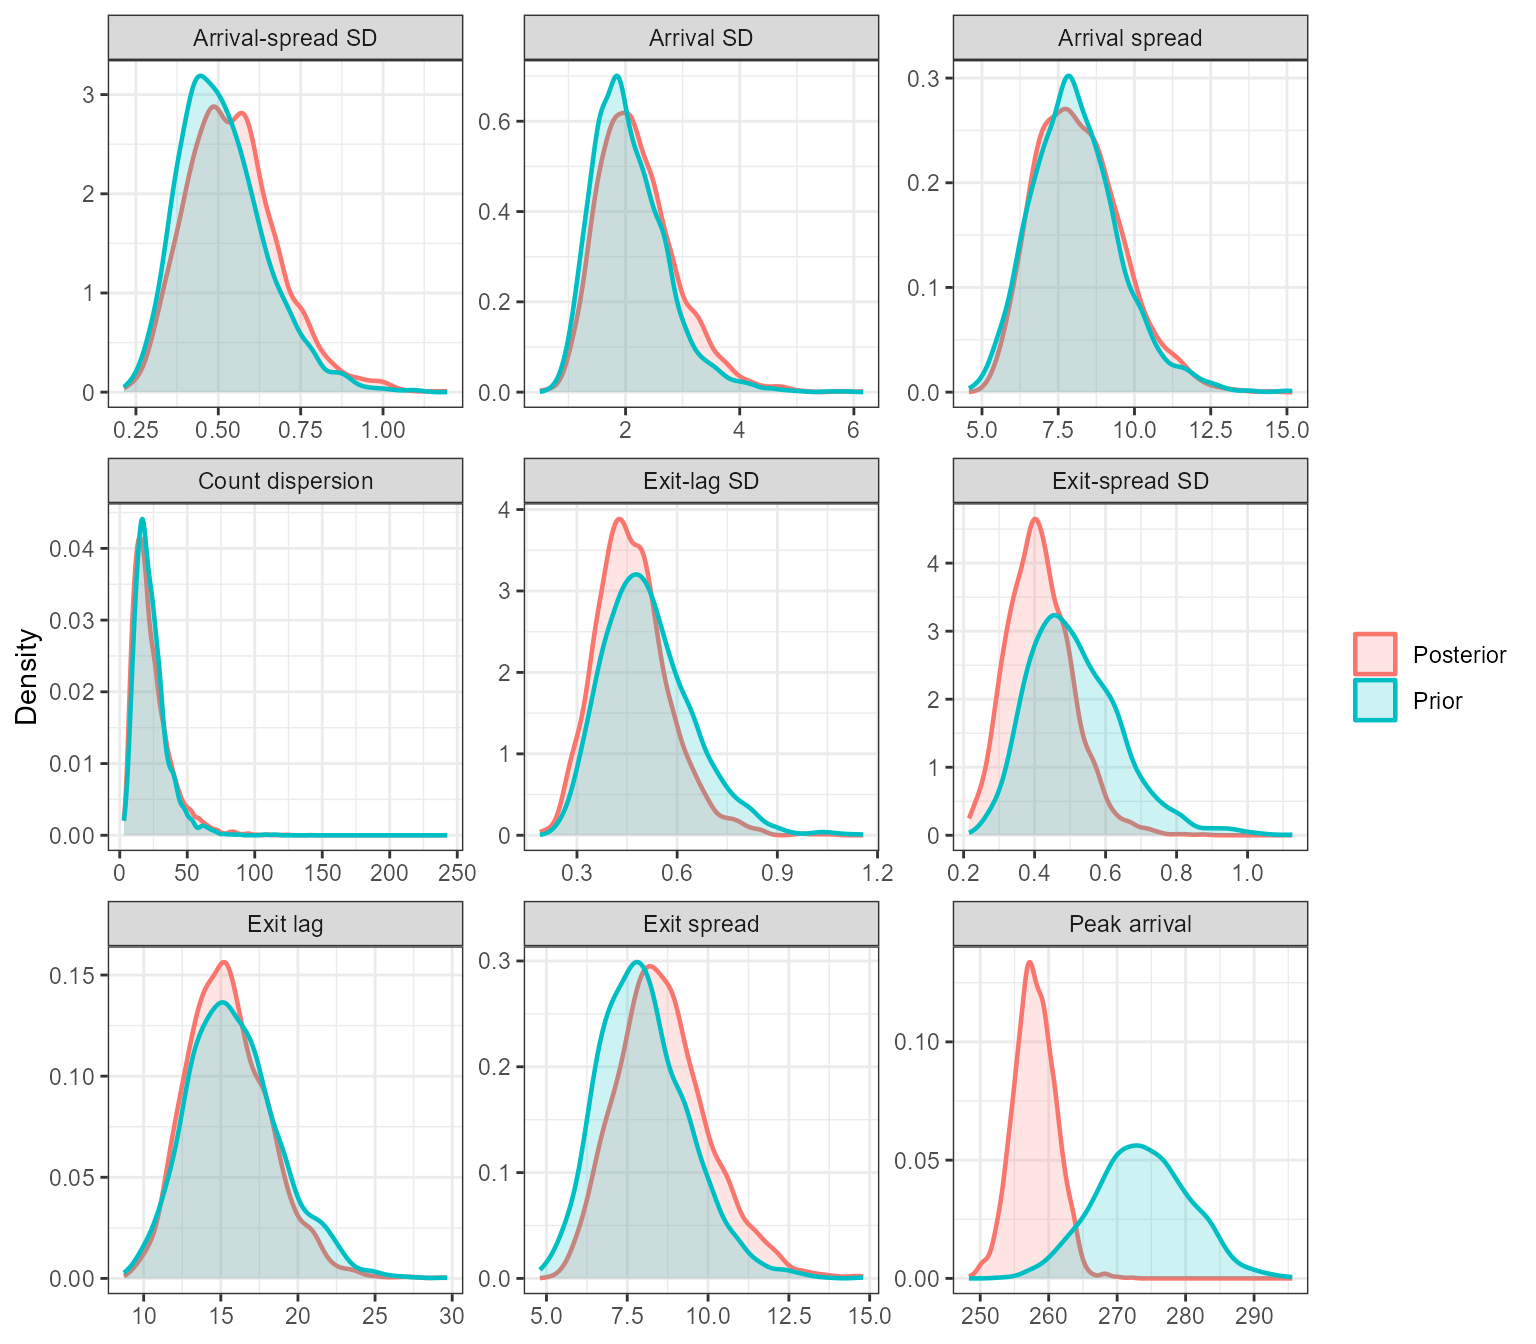 Arrival-spread SD
Arrival SD
Arrival spread
3
2
1
0
0.25 0.50 0.75 1.00
0.6
0.4
0.2
0.0
2 4 6
0.3
0.2
0.1
0.0
5.0 7.5 10.0 12.5 15.0
Count dispersion
Exit-lag SD
Exit-spread SD
0.04
0.03
0.02
0.01
0.00
0 50 100 150 200 250
4
3
2
1
0
0.3 0.6 0.9 1.2
4
3
2
1
0
0.2 0.4 0.6 0.8 1.0
Exit lag
Exit spread
Peak arrival
0.15
0.10
0.05
0.00
10 15 20 25 30
0.3
0.2
0.1
0.0
5.0 7.5 10.0 12.5 15.0
0.10
0.05
0.00
250 260 270 280 290
Density
Posterior
Prior